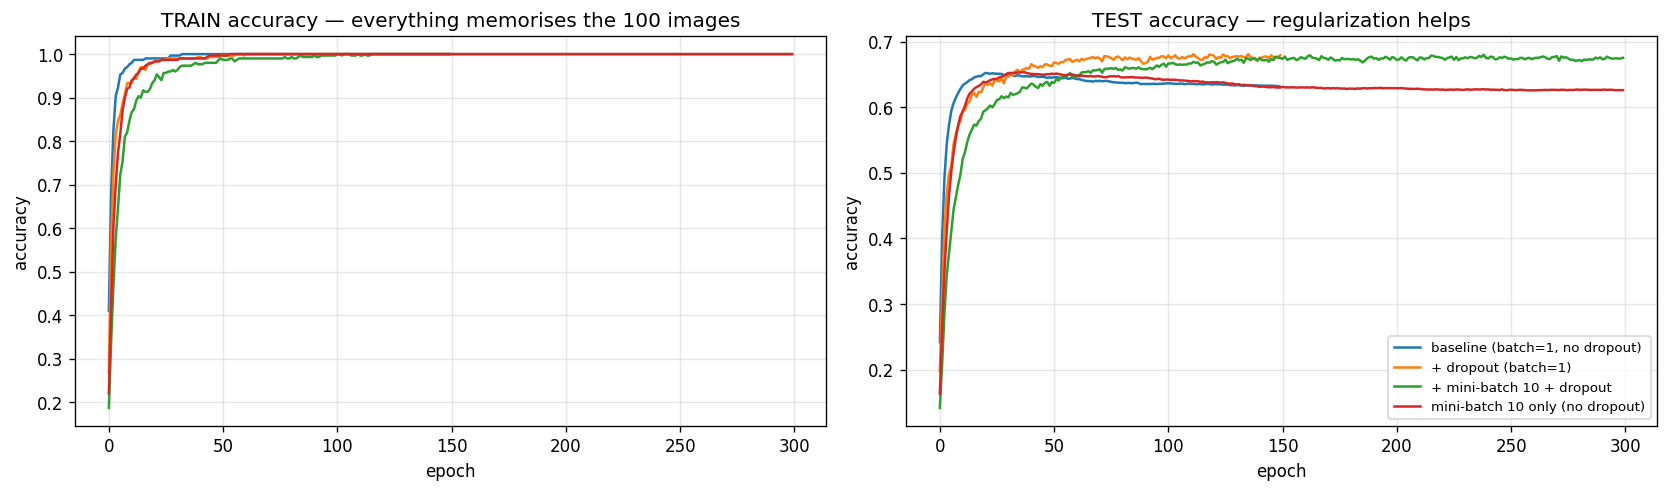 TRAIN accuracy — everything memorises the 100 images
accuracy
1.0
0.9
0.8
0.7
0.6
0.5
0.4
0.3
0.2
0
50
100
150
200
250
300
epoch
TEST accuracy — regularization helps
accuracy
0.7
0.6
0.5
0.4
0.3
0.2
baseline (batch=1, no dropout)
+ dropout (batch=1)
+ mini-batch 10 + dropout
mini-batch 10 only (no dropout)
0
50
100
150
200
250
300
epoch